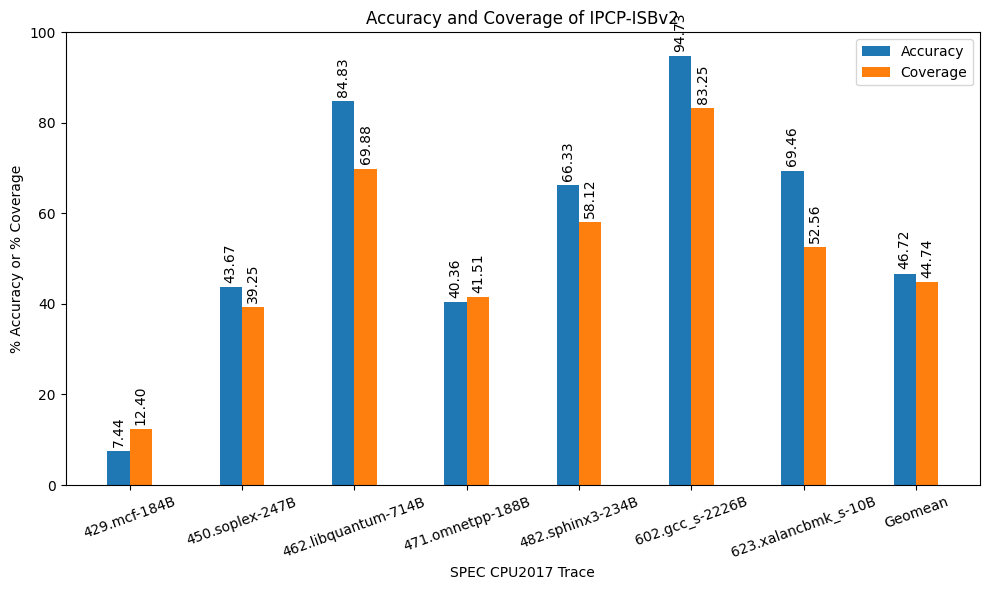 Accuracy and Coverage of IPCP-ISBv2
Accuracy
Coverage
% Accuracy or % Coverage
100
80
60
40
20
0
7.44
12.40
43.67
39.25
84.83
69.88
40.36
41.51
66.33
58.12
94.73
83.25
69.46
52.56
46.72
44.74
429.mcf-184B
450.soplex-247B
462.libquantum-714B
471.omnetpp-188B
482.sphinx3-234B
602.gcc_s-2226B
623.xalancbmk_s-10B
Geomean
SPEC CPU2017 Trace